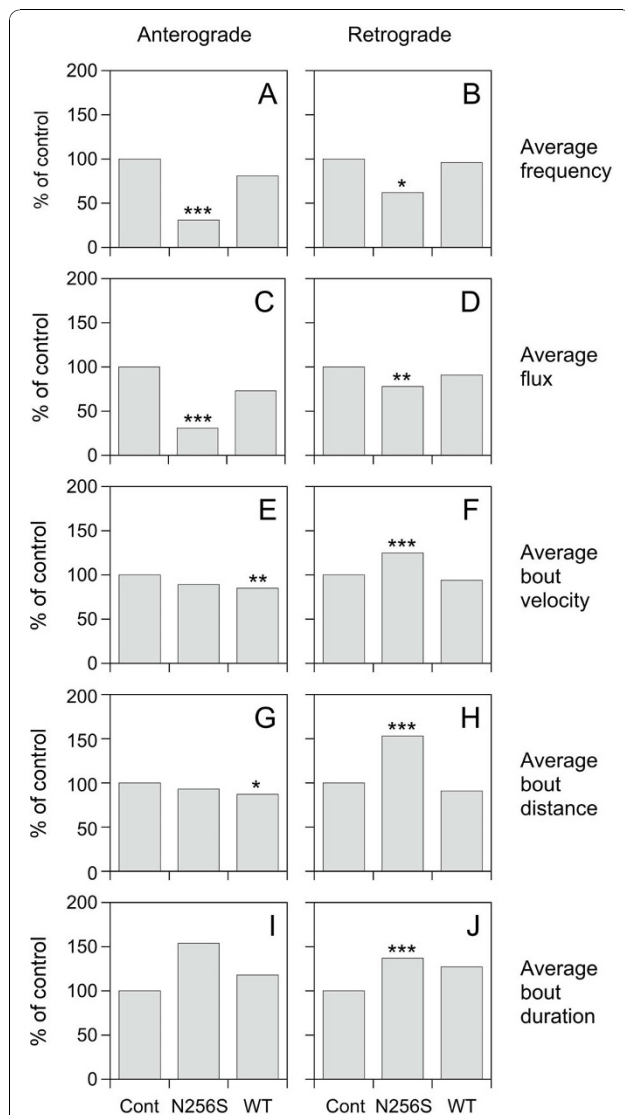 Anterograde Retrograde
200 A B
150
100
50 *** *
0
% of control
Average
frequency
200 C D
150
100
50 *** **
0
% of control
Average
flux
200 E F
150 ***
100 **
50
0
% of control
Average
bout
velocity
200 G H
150 ***
100 *
50
0
% of control
Average
bout
distance
200 I J
150 ***
100
50
0
% of control
Average
bout
duration
Cont N256S WT Cont N256S WT